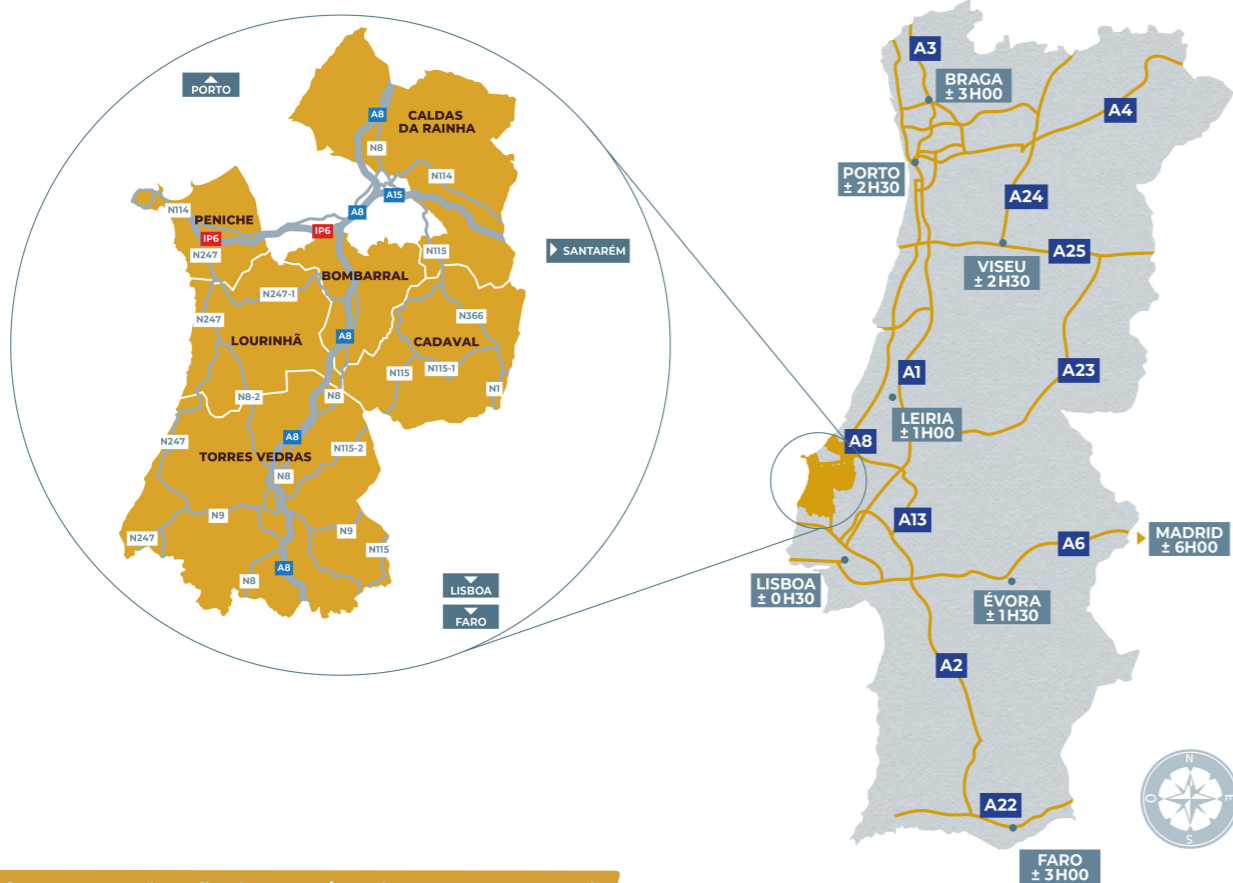 PORTO
A8
CALDAS
DA RAINHA
N8
N114
A15
N114
PENICHE
A8
IP6
IP6
N247
N115
SANTARÉM
BOMBARRAL
N247-1
N247
N366
LOURINHÃ
A8
CADAVAL
N115
N115-1
N1
N8-2
N8
N247
A8
N115-2
TORRES VEDRAS
N8
N9
N9
N247
N115
A8
N8
LISBOA
FARO
A3
BRAGA
± 3H00
A4
PORTO
± 2H30
A24
A25
VISEU
± 2H30
A1
A23
LEIRIA
± 1H00
A8
A13
A6
MADRID
± 6H00
LISBOA
± 0H30
ÉVORA
± 1H30
A2
A22
FARO
± 3H00
N
O
E
S